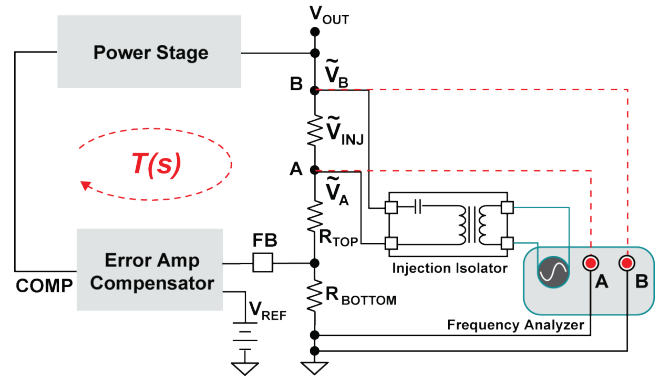 VOUT
Power Stage
B
ṼB
ṼINJ
T(s)
A
ṼA
RTOP
FB
Injection Isolator
Error Amp
Compensator
COMP
RBOTTOM
VREF
A
B
Frequency Analyzer